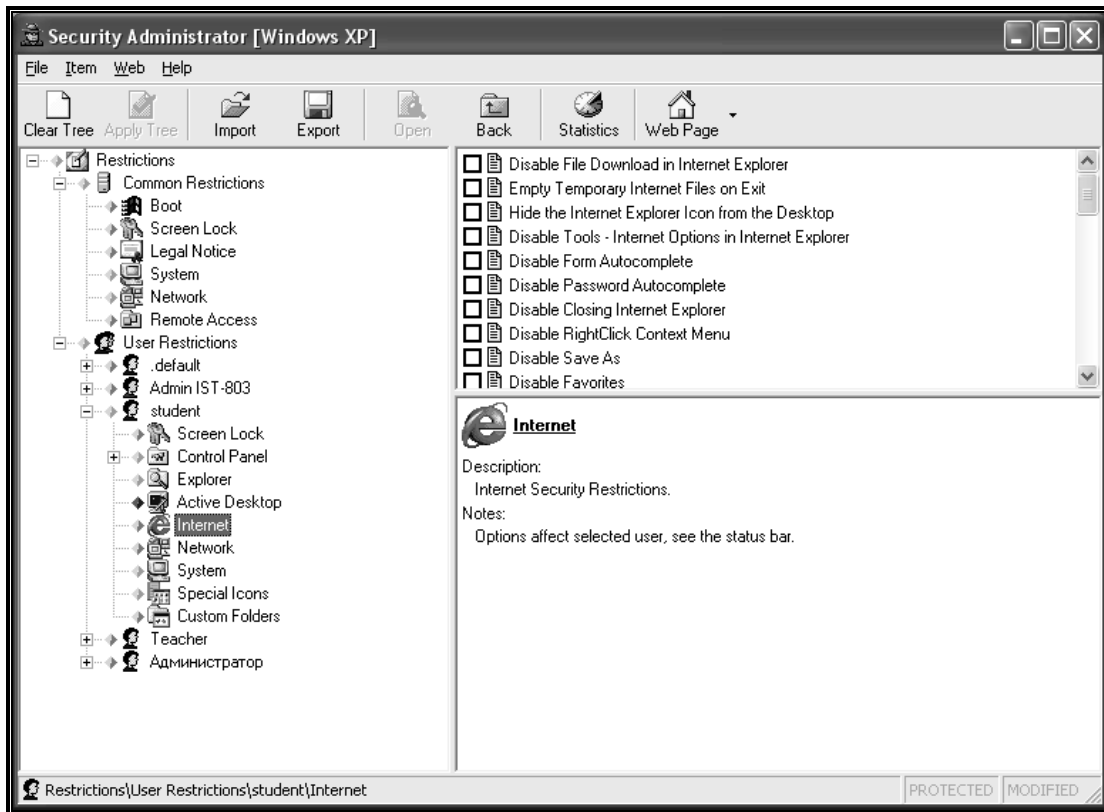 Security Administrator [Windows XP]
File Item Web Help
Clear Tree Apply Tree Import Export Open Back Statistics Web Page
Restrictions
Common Restrictions
Boot
Screen Lock
Legal Notice
System
Network
Remote Access
User Restrictions
.default
Admin IST-803
student
Screen Lock
Control Panel
Explorer
Active Desktop
Internet
Network
System
Special Icons
Custom Folders
Teacher
Администратор
Disable File Download in Internet Explorer
Empty Temporary Internet Files on Exit
Hide the Internet Explorer Icon from the Desktop
Disable Tools - Internet Options in Internet Explorer
Disable Form Autocomplete
Disable Password Autocomplete
Disable Closing Internet Explorer
Disable RightClick Context Menu
Disable Save As
Disable Favorites
Internet
Description:
Internet Security Restrictions.
Notes:
Options affect selected user, see the status bar.
Restrictions\User Restrictions\student\Internet
PROTECTED MODIFIED